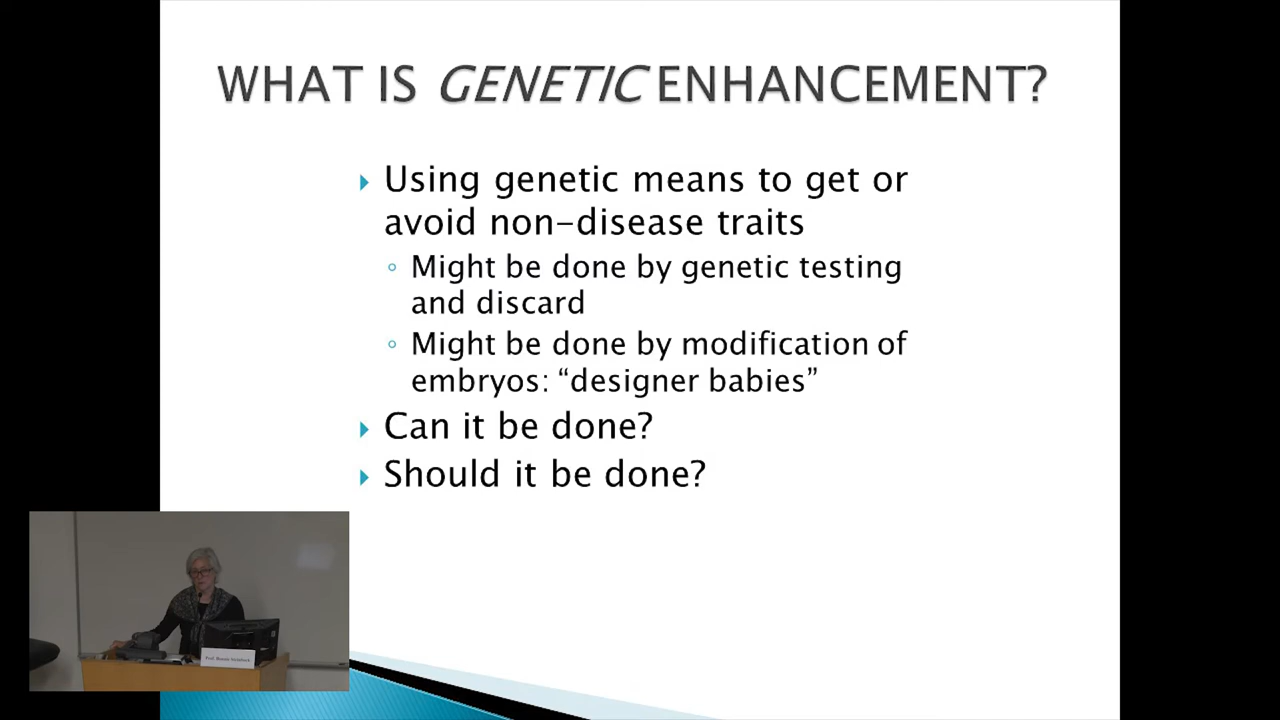 WHAT IS GENETIC ENHANCEMENT?
Using genetic means to get or
avoid non-disease traits
Might be done by genetic testing
and discard
Might be done by modification of
embryos: “designer babies”
Can it be done?
Should it be done?
Prof. Bonnie